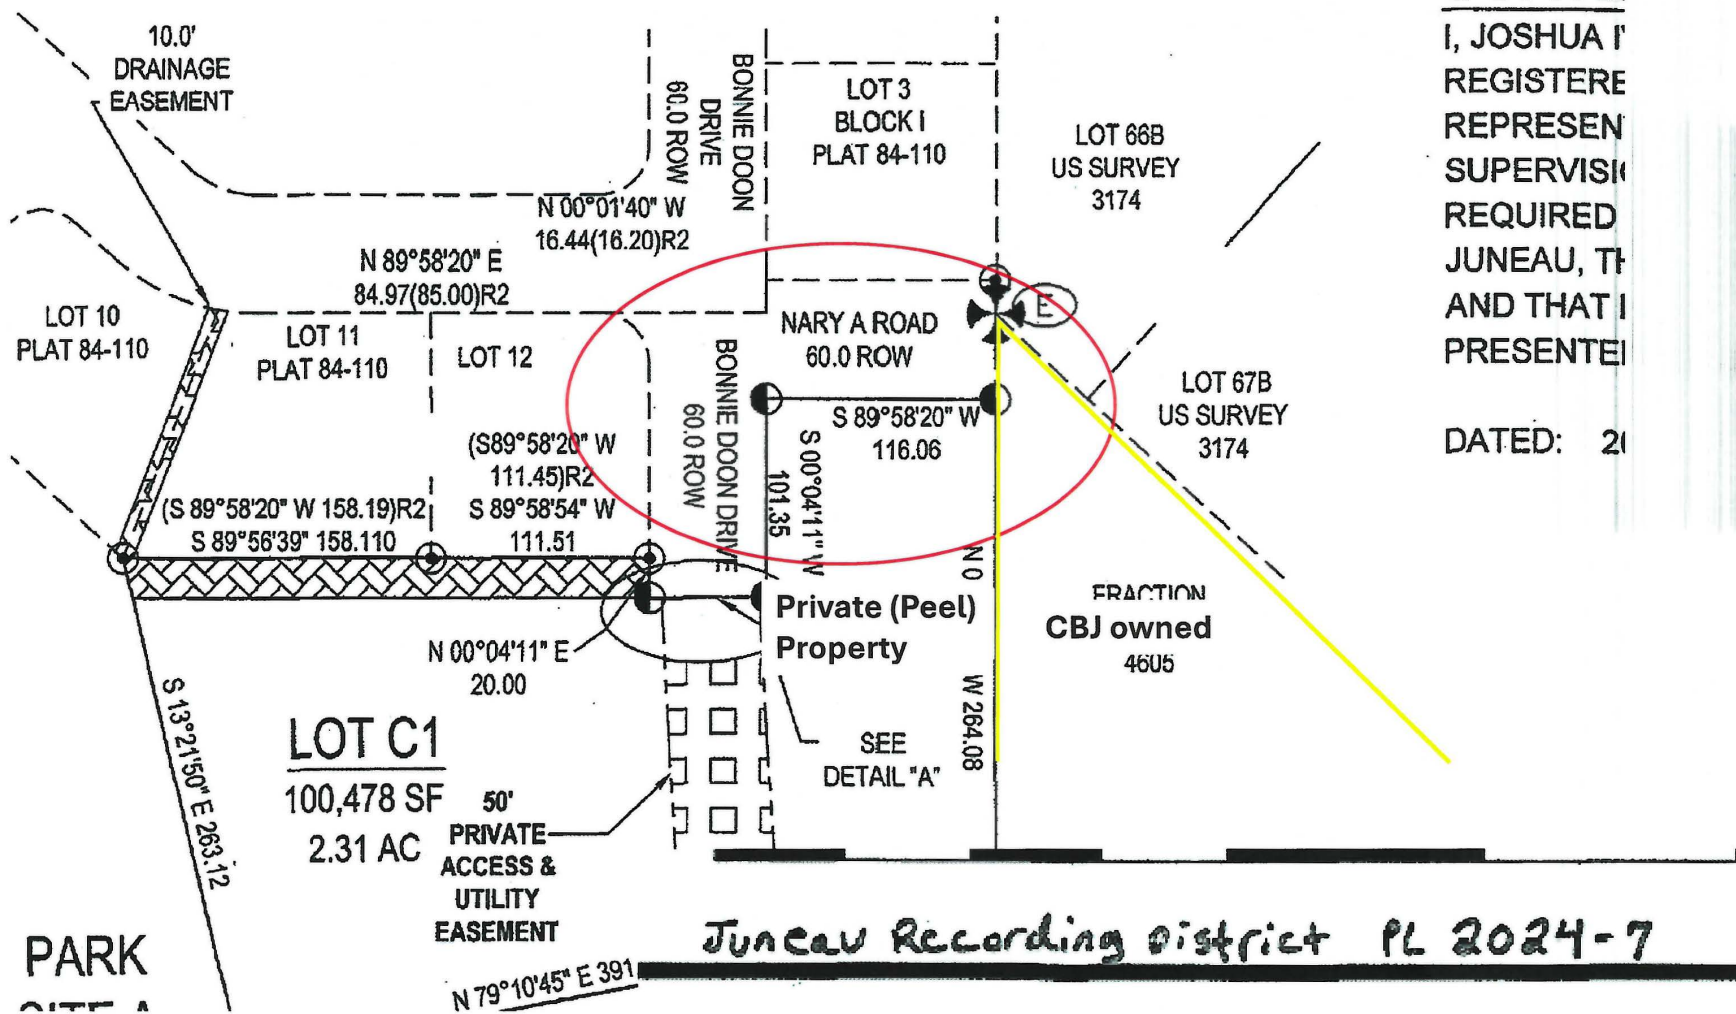 10.0'
DRAINAGE
EASEMENT
BONNIE DOON
DRIVE
60.0 ROW
LOT 3
BLOCK I
PLAT 84-110
LOT 66B
US SURVEY
3174
I, JOSHUA
REGISTERE
REPRESEN
SUPERVISI
REQUIRED
JUNEAU, TH
AND THAT
PRESENTE
DATED: 20
N 00°01'40" W
16.44(16.20)R2
N 89°58'20" E
84.97(85.00)R2
LOT 10
PLAT 84-110
LOT 11
PLAT 84-110
LOT 12
NARY A ROAD
60.0 ROW
E
BONNIE DOON DRIVE
60.0 ROW
S 89°58'20" W
116.06
LOT 67B
US SURVEY
3174
(S89°58'20" W
111.45)R2
S 89°58'54" W
111.51
(S 89°58'20" W 158.19)R2
S 89°56'39" 158.110
S 00°04'11" W
101.35
N 0
W 264.08
Private (Peel)
Property
FRACTION
CBJ owned
4605
N 00°04'11" E
20.00
SEE
DETAIL "A"
S 13°21'50" E 263.12
LOT C1
100,478 SF
2.31 AC
50'
PRIVATE
ACCESS &
UTILITY
EASEMENT
PARK
N 79°10'45" E 391
Juneau Recording District PL 2024-7